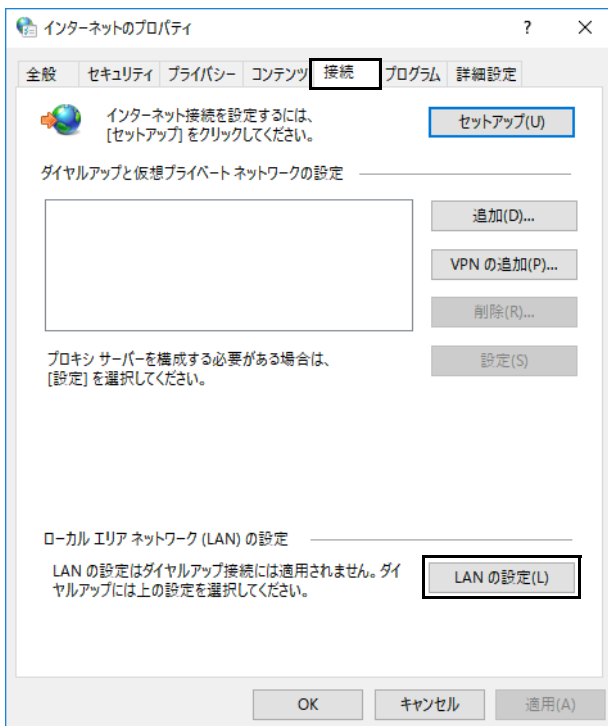 インターネットのプロパティ ? ×
全般 セキュリティ プライバシー コンテンツ 接続 プログラム 詳細設定
インターネット接続を設定するには、
[セットアップ] をクリックしてください。
セットアップ(U)
ダイヤルアップと仮想プライベート ネットワークの設定
追加(D)...
VPN の追加(P)...
削除(R)...
プロキシ サーバーを構成する必要がある場合は、
[設定] を選択してください。
設定(S)
ローカル エリア ネットワーク (LAN) の設定
LAN の設定はダイヤルアップ接続には適用されません。ダイ
ヤルアップには上の設定を選択してください。
LAN の設定(L)
OK キャンセル 適用(A)